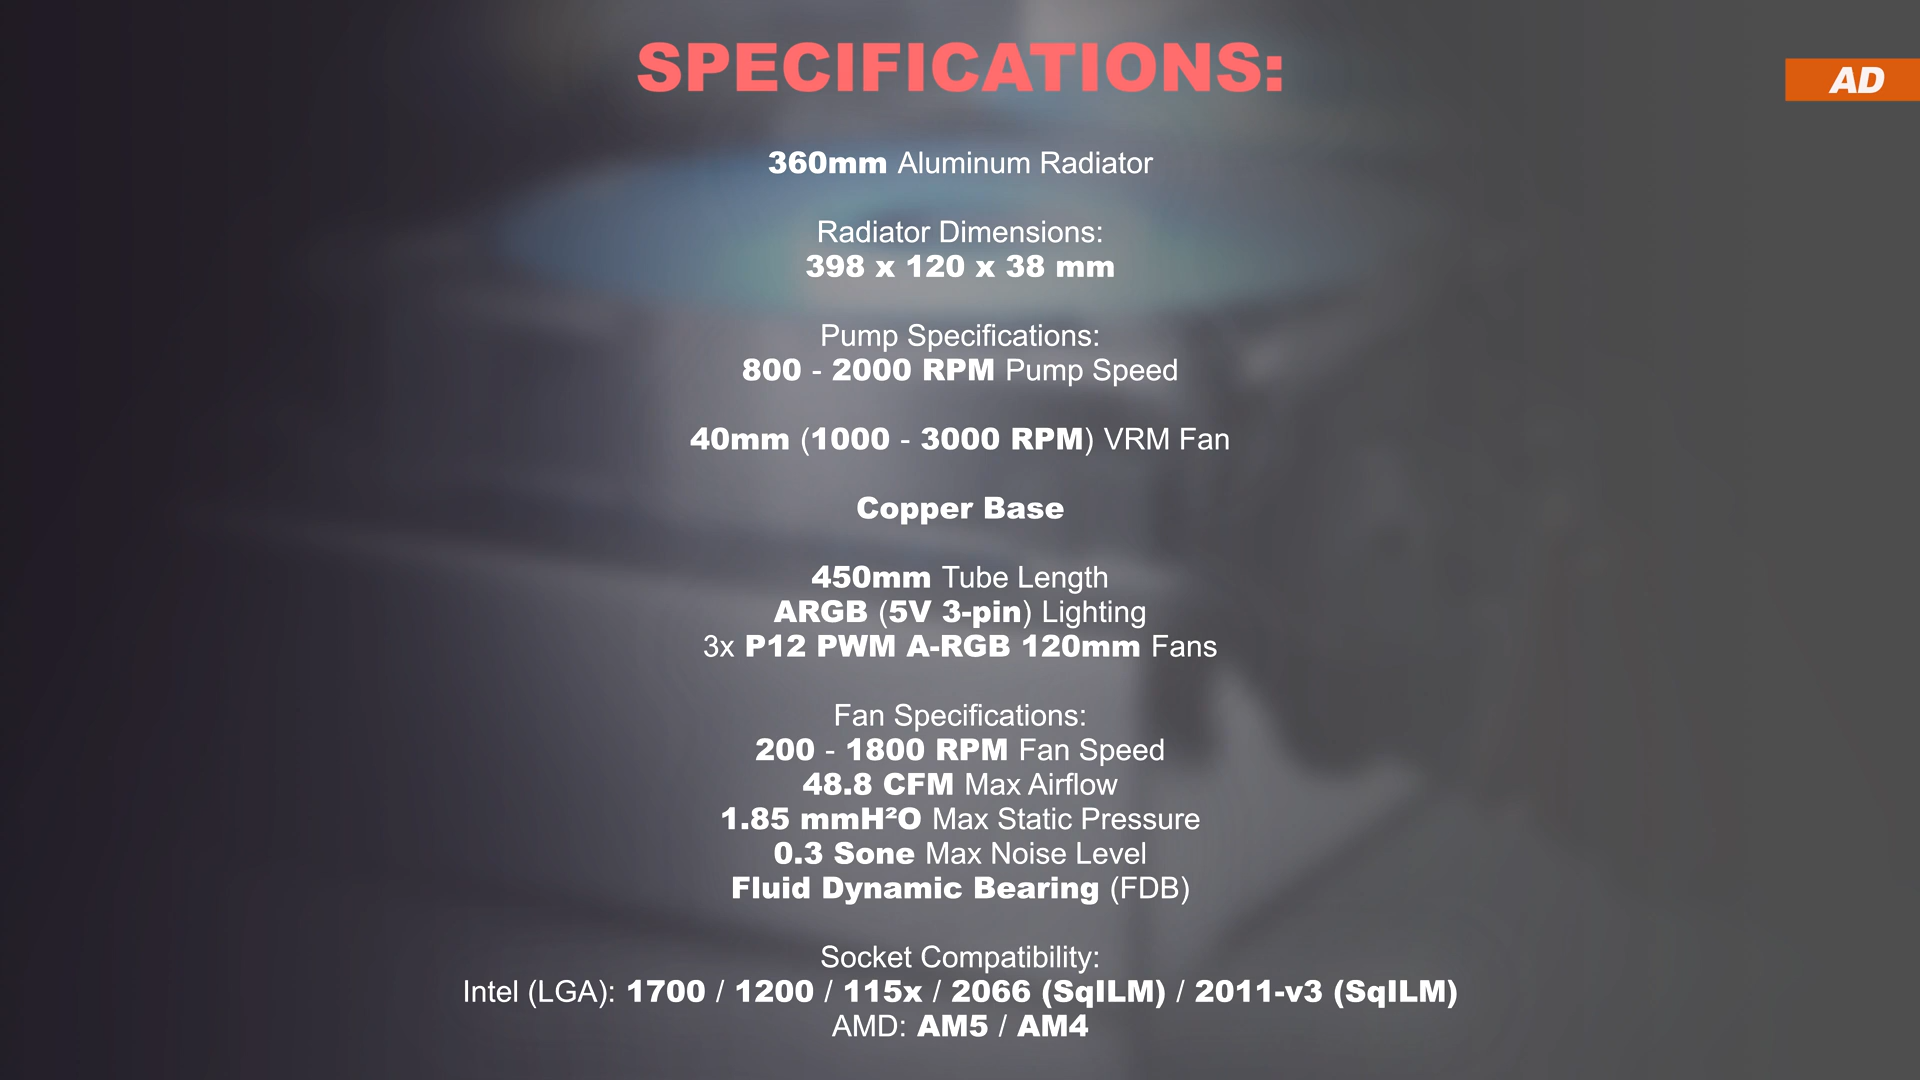 SPECIFICATIONS:
AD
360mm Aluminum Radiator
Radiator Dimensions:
398 x 120 x 38 mm
Pump Specifications:
800 - 2000 RPM Pump Speed
40mm (1000 - 3000 RPM) VRM Fan
Copper Base
450mm Tube Length
ARGB (5V 3-pin) Lighting
3x P12 PWM A-RGB 120mm Fans
Fan Specifications:
200 - 1800 RPM Fan Speed
48.8 CFM Max Airflow
1.85 mmH²O Max Static Pressure
0.3 Sone Max Noise Level
Fluid Dynamic Bearing (FDB)
Socket Compatibility:
Intel (LGA): 1700 / 1200 / 115x / 2066 (SqILM) / 2011-v3 (SqILM)
AMD: AM5 / AM4